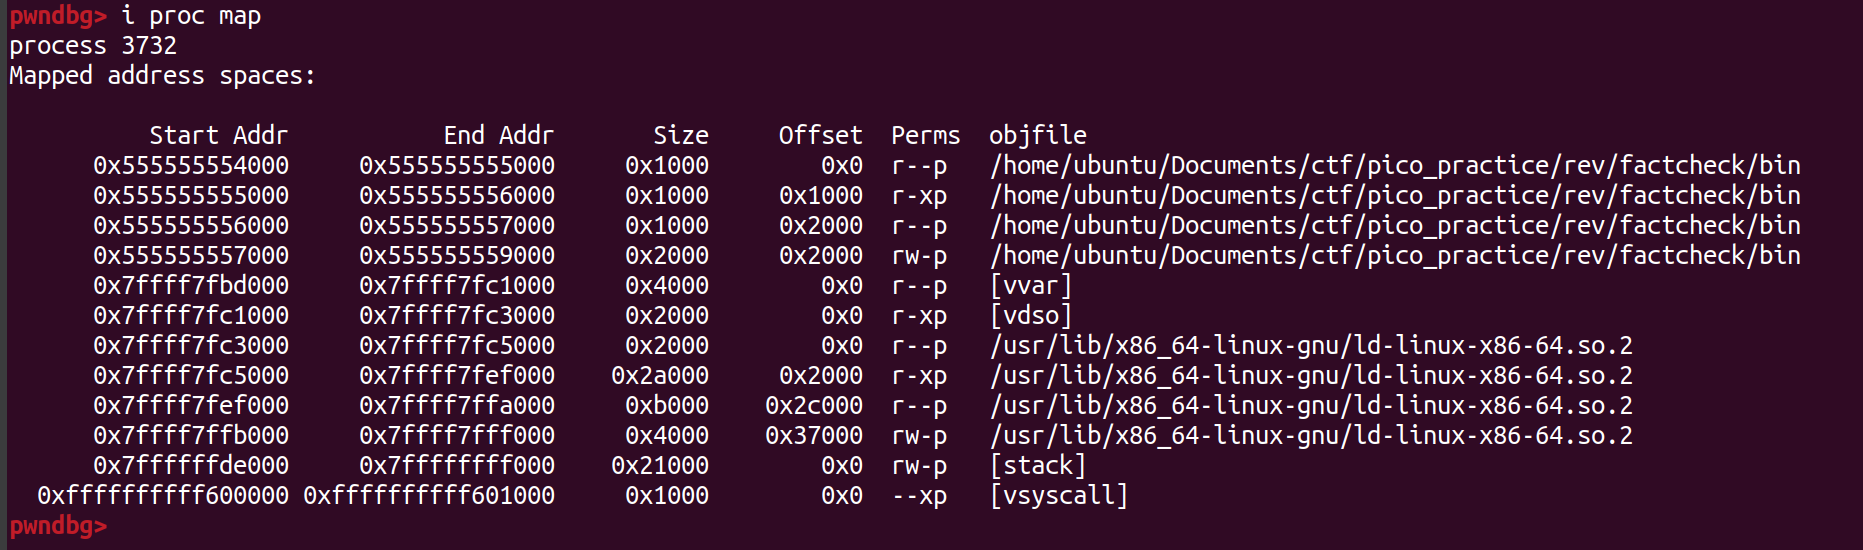 pwndbg> i proc map
process 3732
Mapped address spaces:
Start Addr End Addr Size Offset Perms objfile
0x555555554000 0x555555555000 0x1000 0x0 r--p /home/ubuntu/Documents/ctf/pico_practice/rev/factcheck/bin
0x555555555000 0x555555556000 0x1000 0x1000 r-xp /home/ubuntu/Documents/ctf/pico_practice/rev/factcheck/bin
0x555555556000 0x555555557000 0x1000 0x2000 r--p /home/ubuntu/Documents/ctf/pico_practice/rev/factcheck/bin
0x555555557000 0x555555559000 0x2000 0x2000 rw-p /home/ubuntu/Documents/ctf/pico_practice/rev/factcheck/bin
0x7ffff7fbd000 0x7ffff7fc1000 0x4000 0x0 r--p [vvar]
0x7ffff7fc1000 0x7ffff7fc3000 0x2000 0x0 r-xp [vdso]
0x7ffff7fc3000 0x7ffff7fc5000 0x2000 0x0 r--p /usr/lib/x86_64-linux-gnu/ld-linux-x86-64.so.2
0x7ffff7fc5000 0x7ffff7fef000 0x2a000 0x2000 r-xp /usr/lib/x86_64-linux-gnu/ld-linux-x86-64.so.2
0x7ffff7fef000 0x7ffff7ffa000 0xb000 0x2c000 r--p /usr/lib/x86_64-linux-gnu/ld-linux-x86-64.so.2
0x7ffff7ffb000 0x7ffff7fff000 0x4000 0x37000 rw-p /usr/lib/x86_64-linux-gnu/ld-linux-x86-64.so.2
0x7ffffffde000 0x7ffffffff000 0x21000 0x0 rw-p [stack]
0xffffffffff600000 0xffffffffff601000 0x1000 0x0 --xp [vsyscall]
pwndbg>